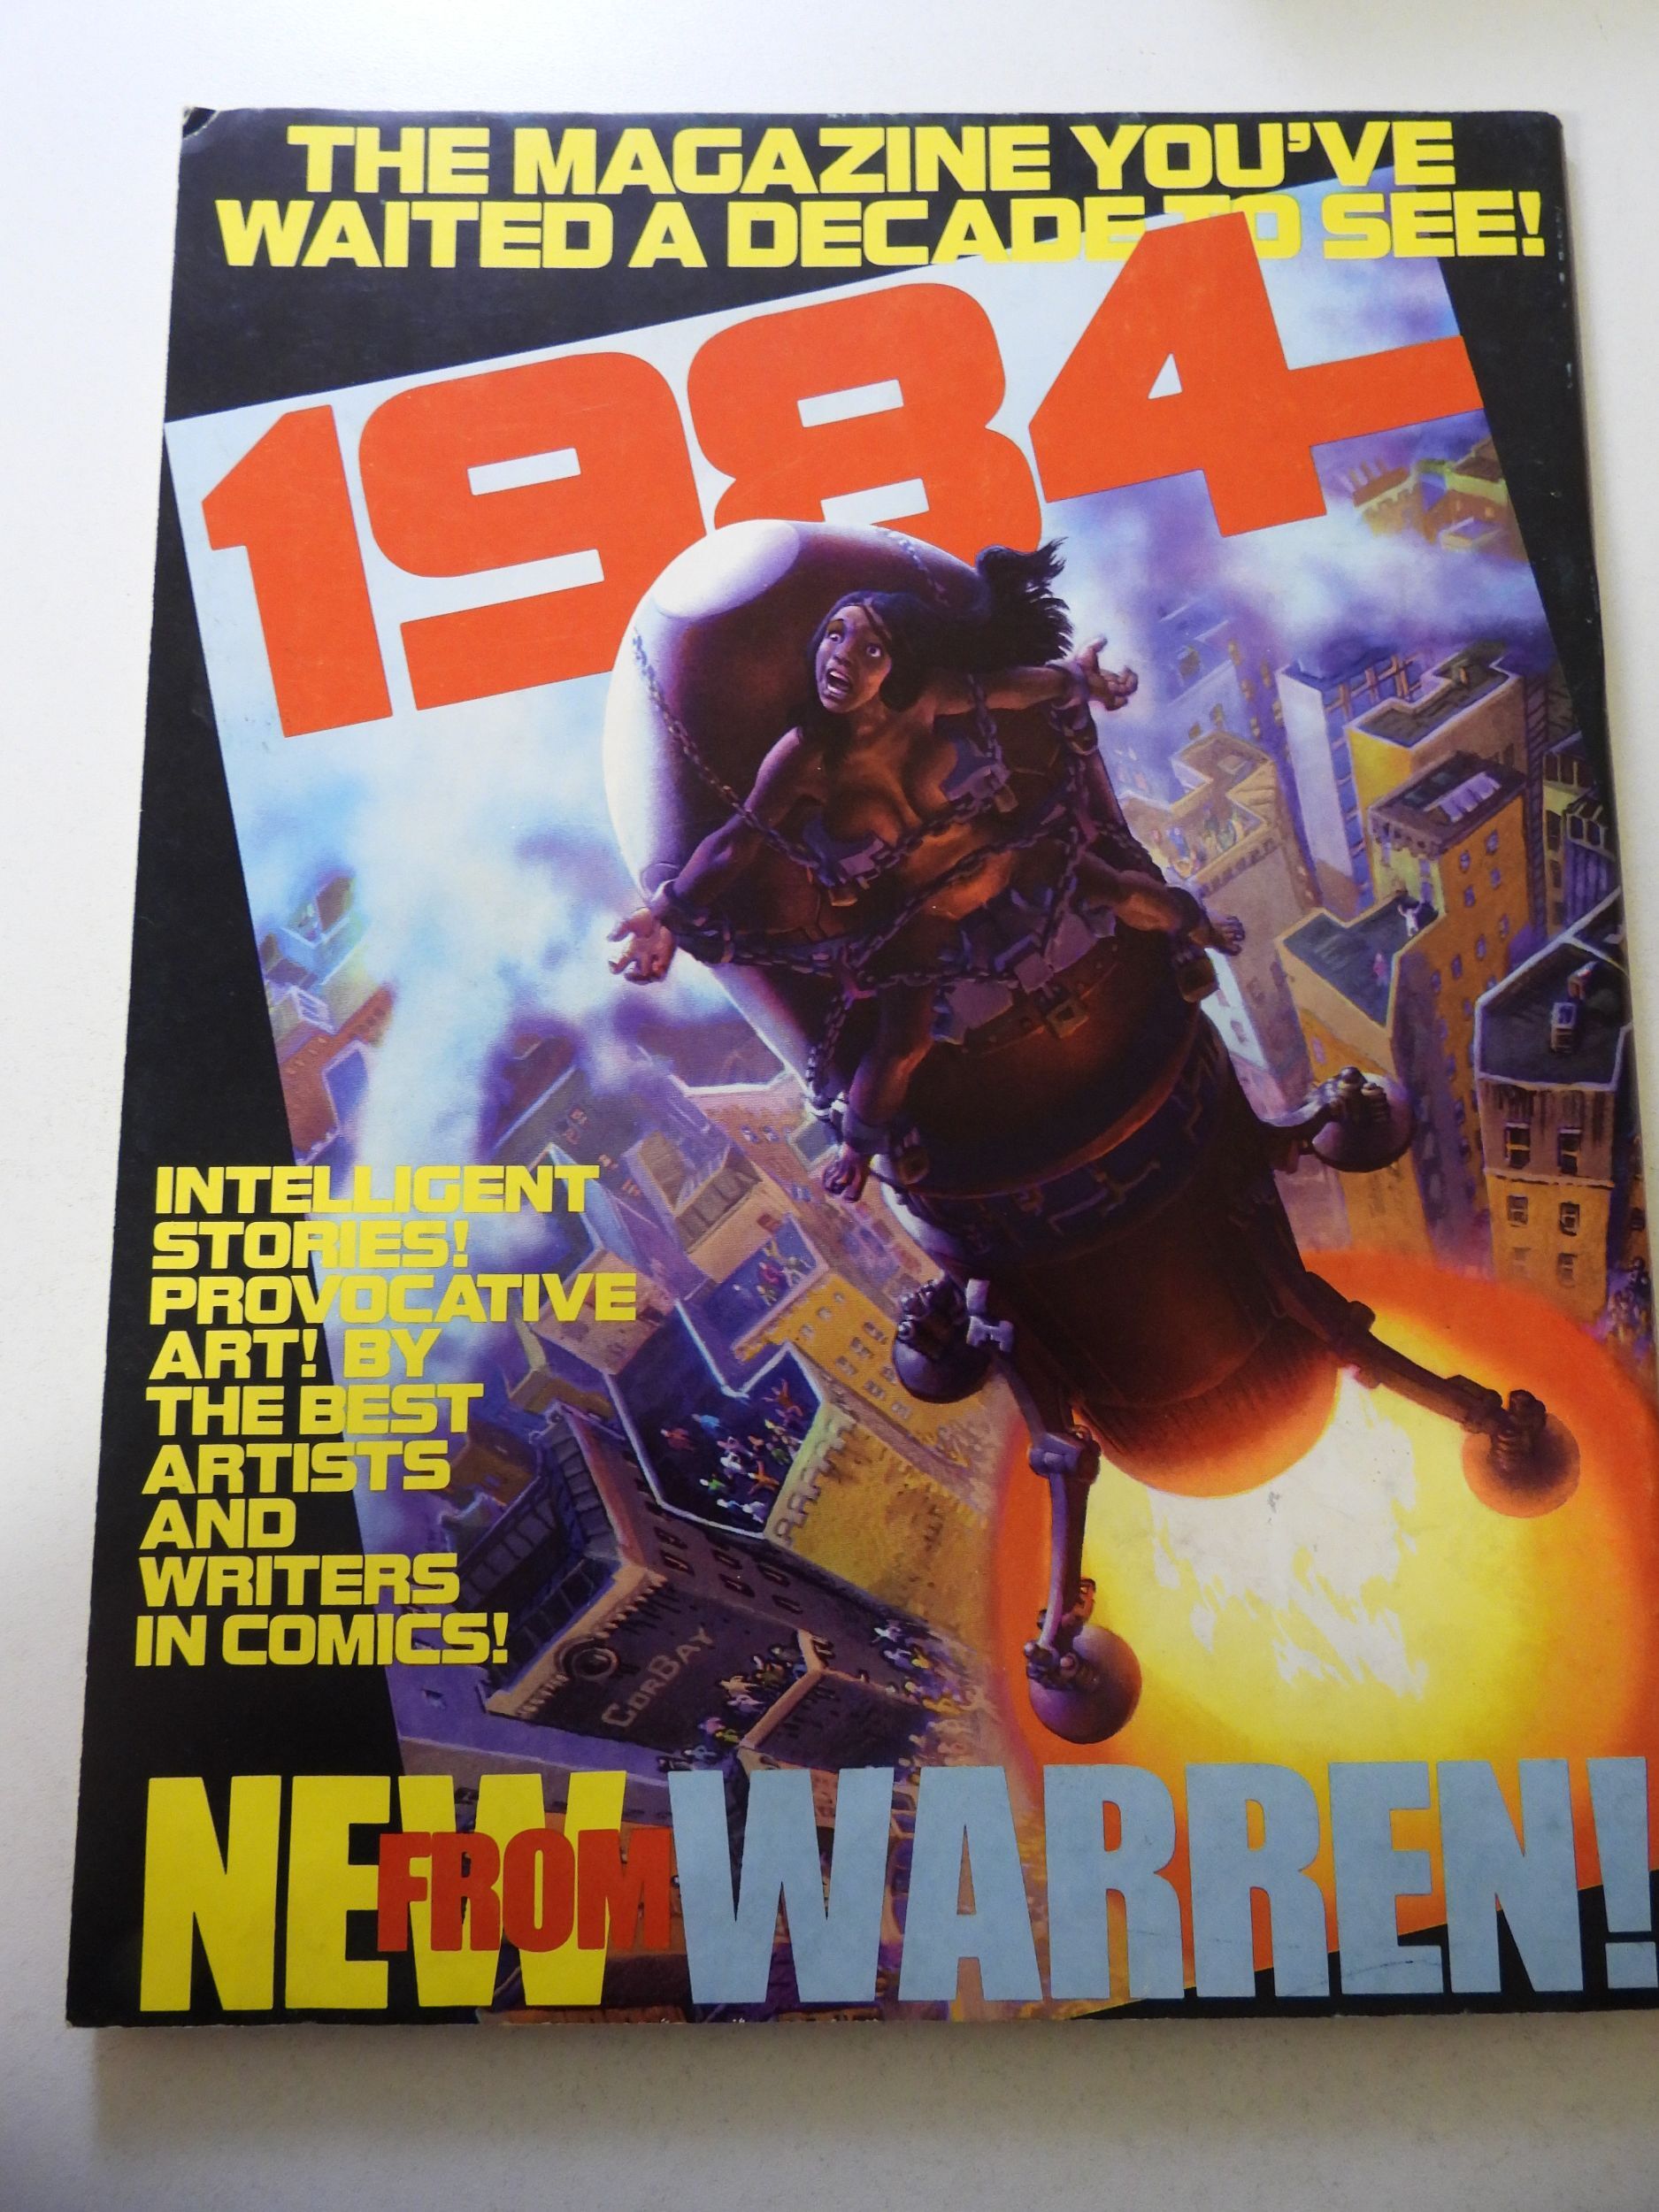 THE MAGAZINE YOU'VE
WAITED A DECADE TO SEE!
1984
INTELLIGENT
STORIES!
PROVOCATIVE
ART! BY
THE BEST
ARTISTS
AND
WRITERS
IN COMICS!
CORBAY
NEW FROM WARREN!